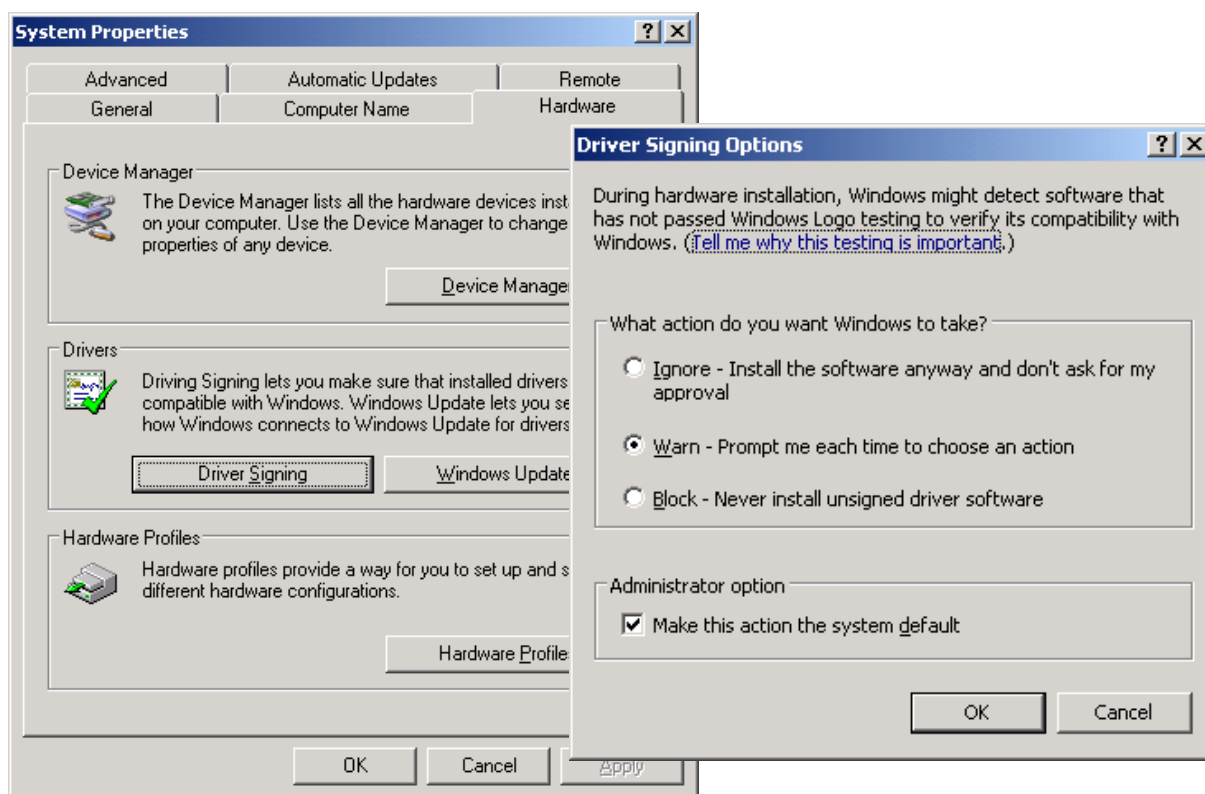 System Properties
Advanced
Automatic Updates
Remote
General
Computer Name
Hardware
Device Manager
The Device Manager lists all the hardware devices inst
on your computer. Use the Device Manager to change
properties of any device.
Device Manage
Drivers
Driving Signing lets you make sure that installed drivers
compatible with Windows. Windows Update lets you se
how Windows connects to Windows Update for drivers
Driver Signing
Windows Update
Hardware Profiles
Hardware profiles provide a way for you to set up and s
different hardware configurations.
Hardware Profile
OK
Cancel
Apply
Driver Signing Options
During hardware installation, Windows might detect software that
has not passed Windows Logo testing to verify its compatibility with
Windows. (Tell me why this testing is important.)
What action do you want Windows to take?
Ignore - Install the software anyway and don't ask for my
approval
Warn - Prompt me each time to choose an action
Block - Never install unsigned driver software
Administrator option
Make this action the system default
OK
Cancel